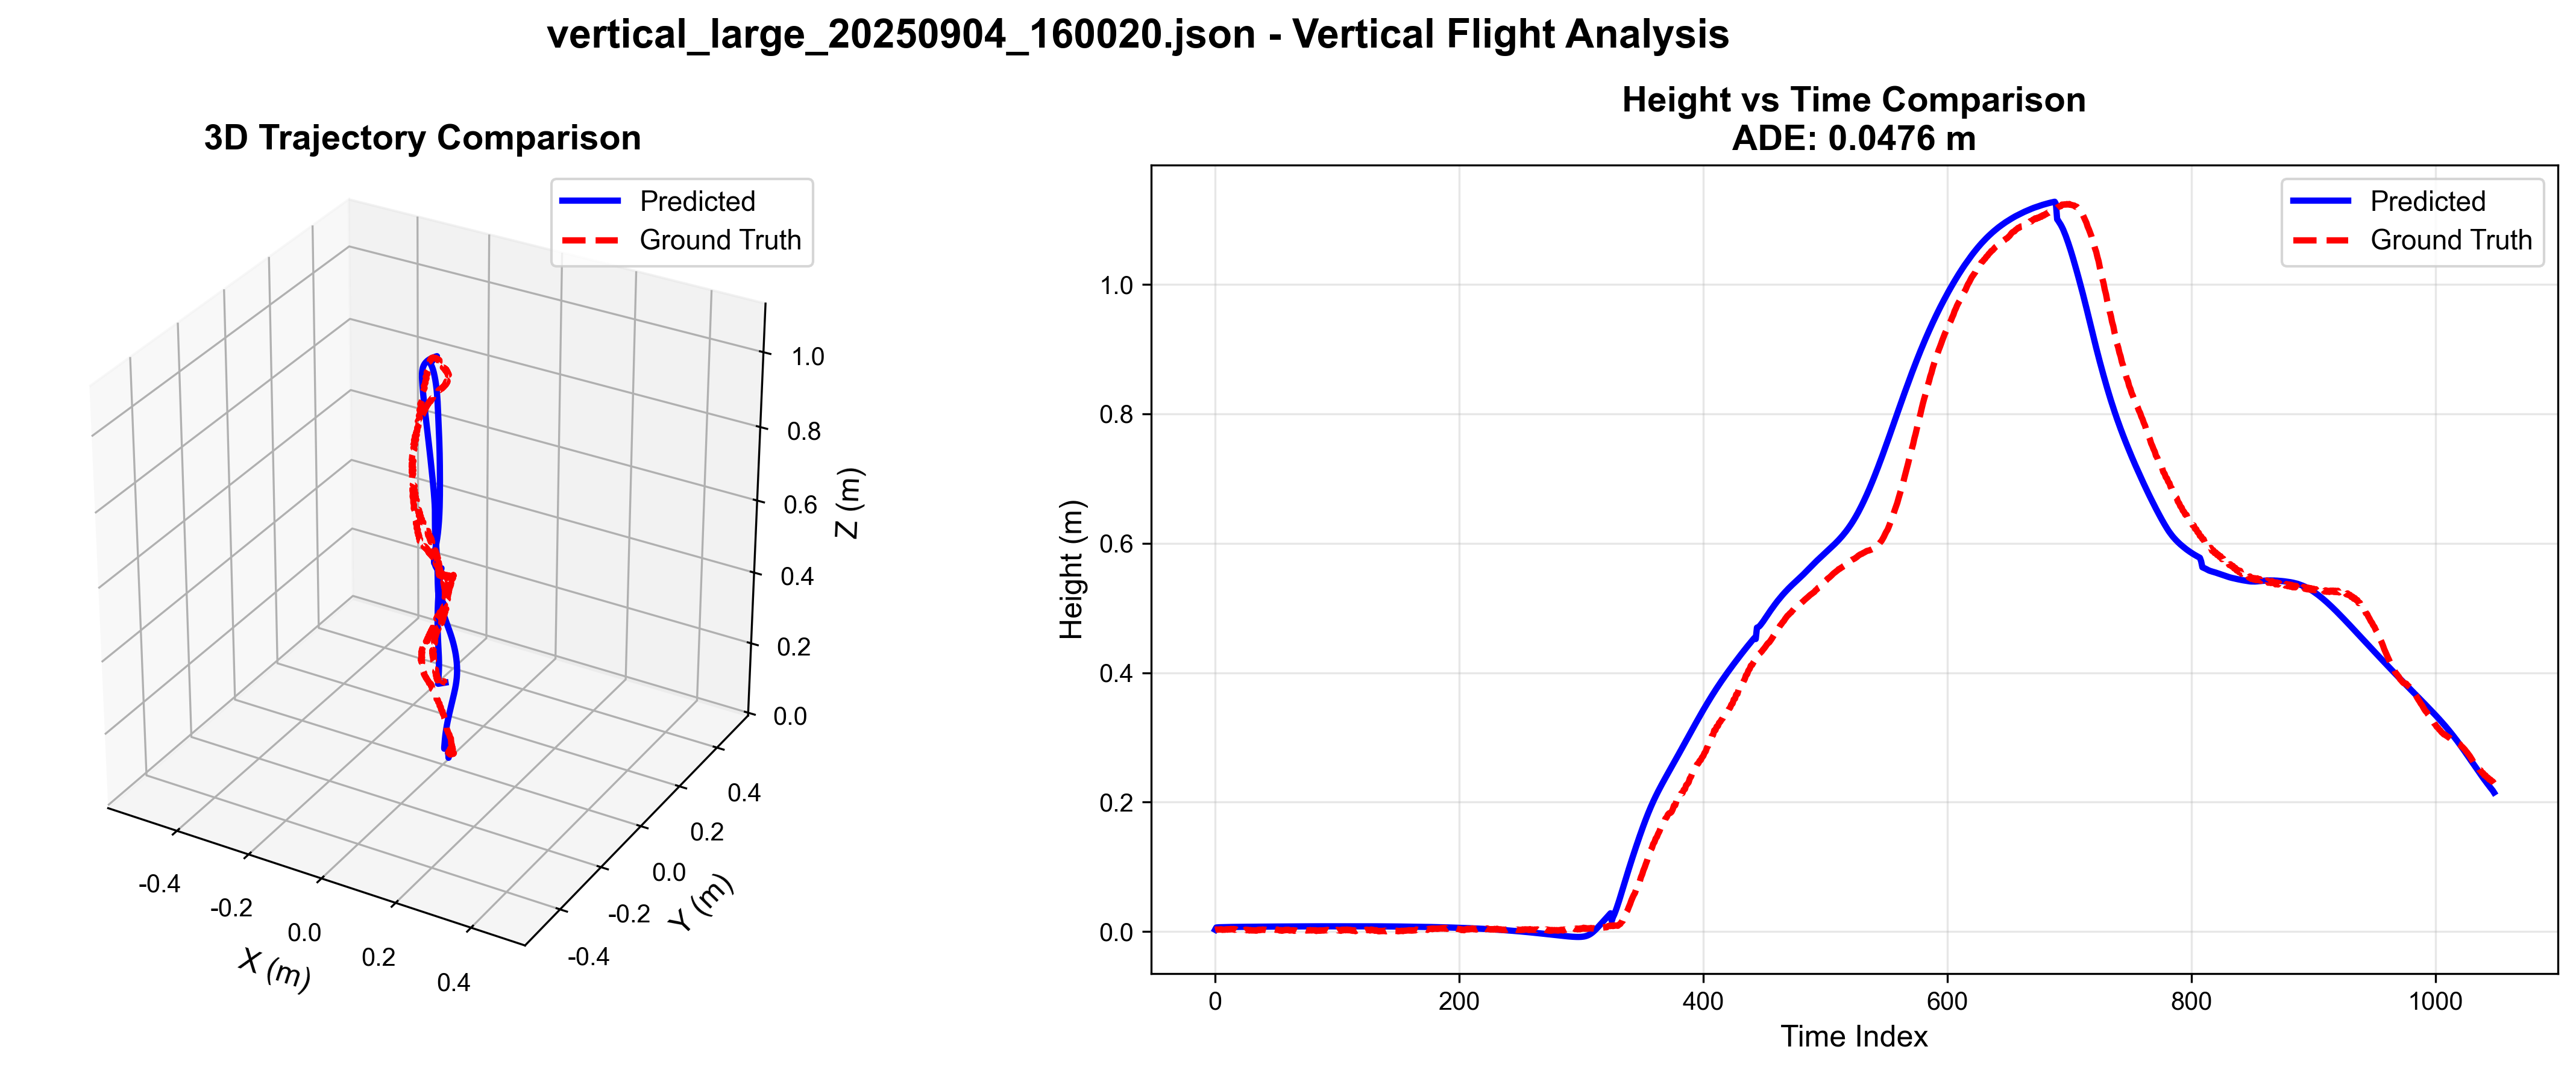 vertical_large_20250904_160020.json - Vertical Flight Analysis
3D Trajectory Comparison
Predicted
Ground Truth
1.0
0.8
0.6
0.4
0.2
0.0
Z (m)
-0.4
-0.2
0.0
0.2
0.4
X (m)
-0.4
-0.2
0.0
0.2
0.4
Y (m)
Height vs Time Comparison
ADE: 0.0476 m
Predicted
Ground Truth
1.0
0.8
0.6
0.4
0.2
0.0
Height (m)
0
200
400
600
800
1000
Time Index